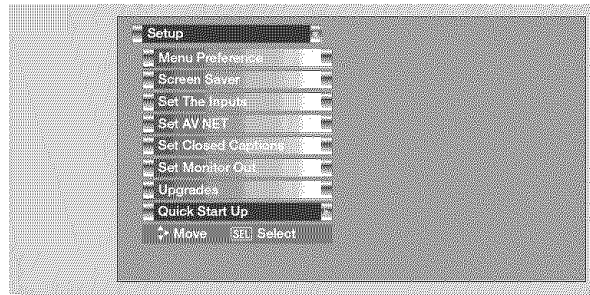 Setup
Menu Preference
Screen Saver
Set The Inputs
Set AV NET
Set Closed Captions
Set Monitor Out
Upgrades
Quick Start Up
Move SEL Select